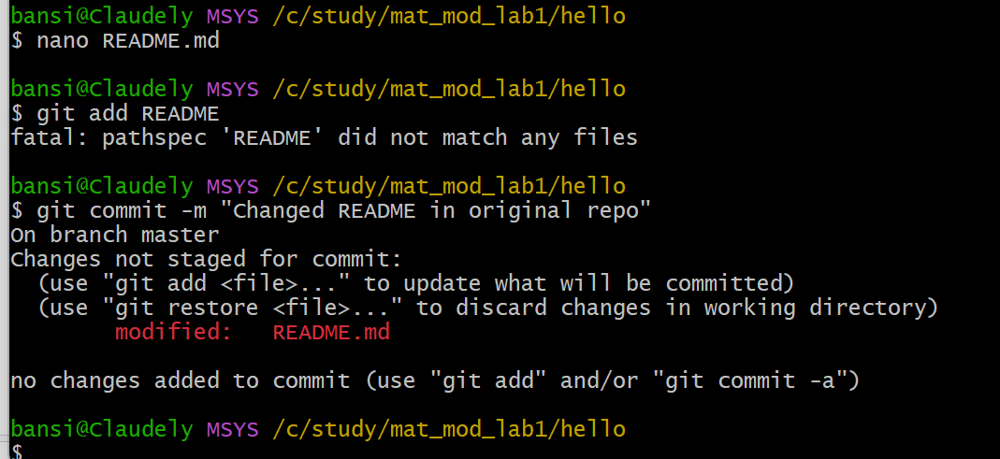 bansi@Claudely MSYS /c/study/mat_mod_lab1/hello
$ nano README.md
bansi@Claudely MSYS /c/study/mat_mod_lab1/hello
$ git add README
fatal: pathspec 'README' did not match any files
bansi@Claudely MSYS /c/study/mat_mod_lab1/hello
$ git commit -m "Changed README in original repo"
On branch master
Changes not staged for commit:
  (use "git add <file>..." to update what will be committed)
  (use "git restore <file>..." to discard changes in working directory)
        modified:   README.md
no changes added to commit (use "git add" and/or "git commit -a")
bansi@Claudely MSYS /c/study/mat_mod_lab1/hello
$